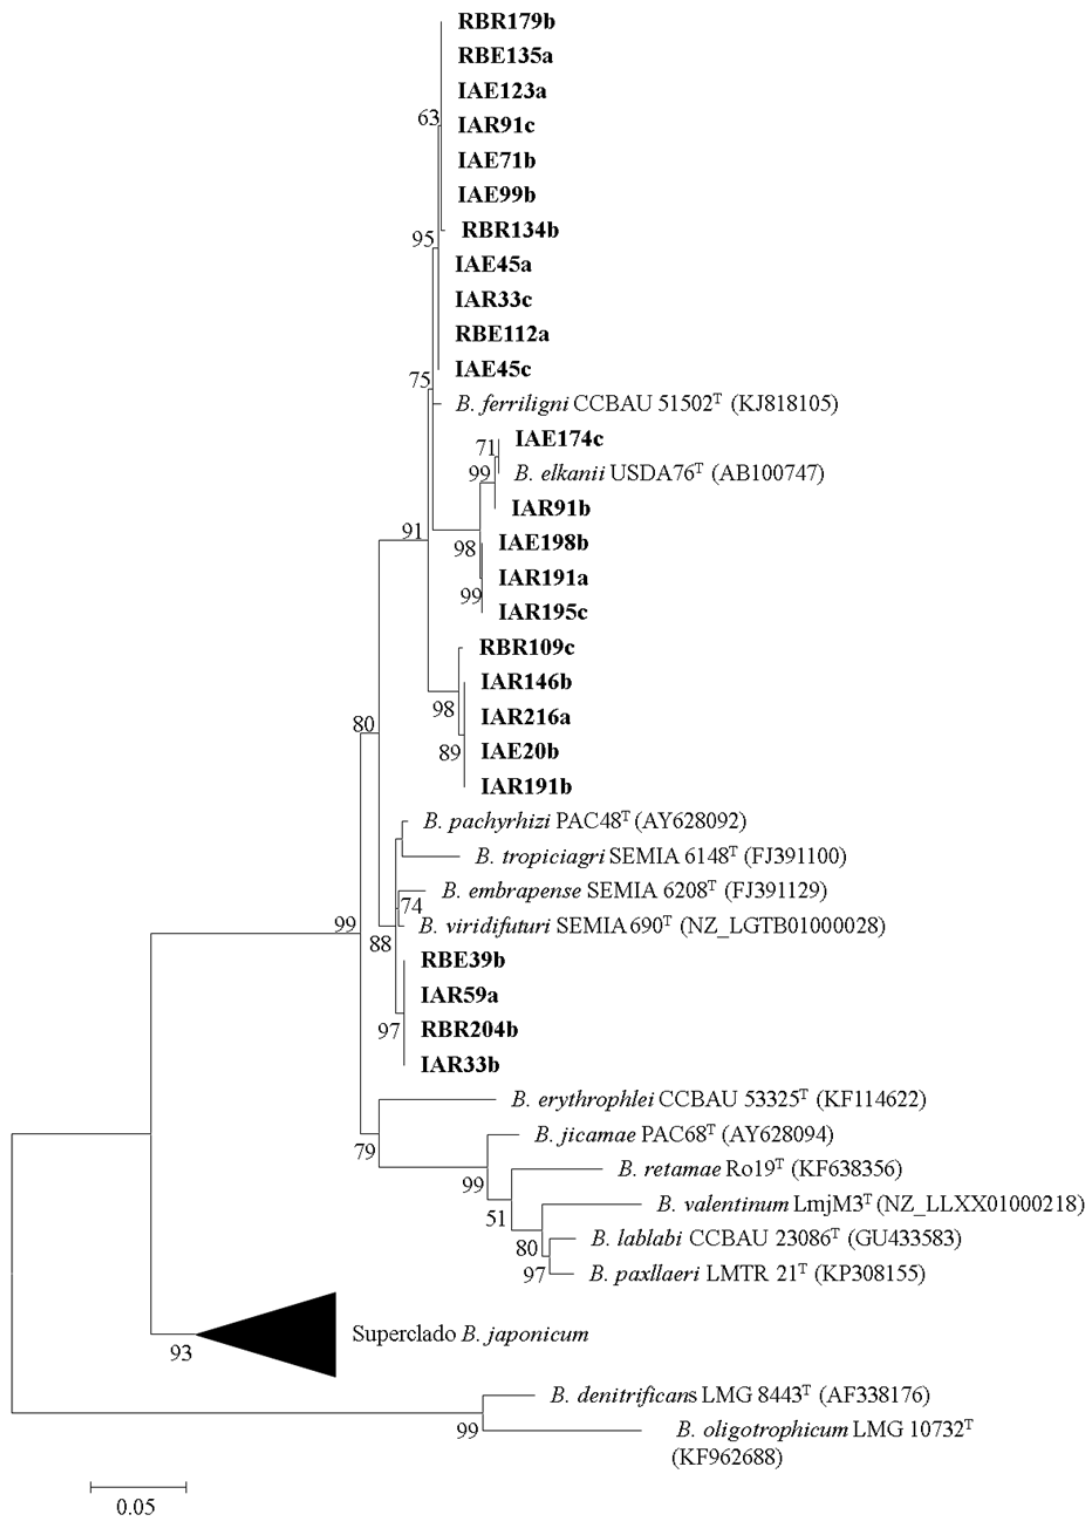 RBR179b
RBE135a
IAE123a
63
IAR91c
IAE71b
IAE99b
RBR134b
95
IAE45a
IAR33c
RBE112a
IAE45c
75
B. ferriligni CCBAU 51502ᵀ (KJ818105)
IAE174c
71
B. elkanii USDA76ᵀ (AB100747)
99
IAR91b
91
IAE198b
98
IAR191a
99
IAR195c
RBR109c
IAR146b
98
IAR216a
80
IAE20b
89
IAR191b
B. pachyrhizi PAC48ᵀ (AY628092)
B. tropiciagri SEMIA 6148ᵀ (FJ391100)
B. embrapense SEMIA 6208ᵀ (FJ391129)
74
B. viridifuturi SEMIA 690ᵀ (NZ_LGTB01000028)
99
88
RBE39b
IAR59a
97
RBR204b
IAR33b
B. erythrophlei CCBAU 53325ᵀ (KF114622)
B. jicamae PAC68ᵀ (AY628094)
79
B. retamae Ro19ᵀ (KF638356)
99
B. valentinum LmjM3ᵀ (NZ_LLXX01000218)
51
B. lablabi CCBAU 23086ᵀ (GU433583)
80
B. paxllaeri LMTR 21ᵀ (KP308155)
97
Superclado B. japonicum
93
B. denitrificans LMG 8443ᵀ (AF338176)
99
B. oligotrophicum LMG 10732ᵀ
(KF962688)
0.05